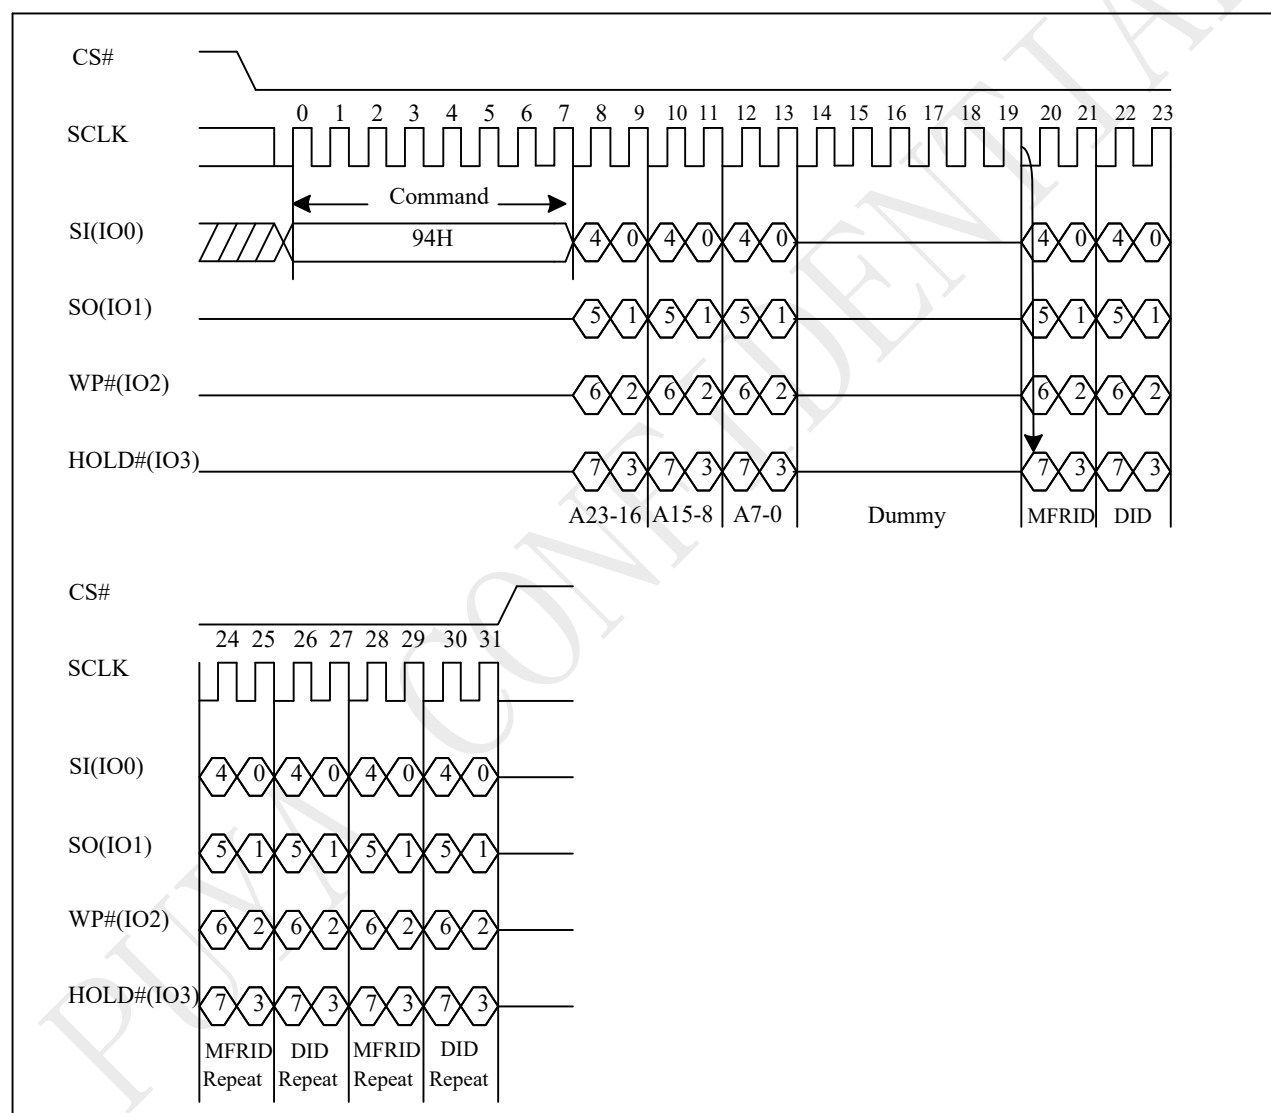 CS#
0 1 2 3 4 5 6 7 8 9 10 11 12 13 14 15 16 17 18 19 20 21 22 23
SCLK
Command
SI(IO0) 94H 4 0 4 0 4 0 4 0 4 0
SO(IO1) 5 1 5 1 5 1 5 1 5 1
WP#(IO2) 6 2 6 2 6 2 6 2 6 2
HOLD#(IO3) 7 3 7 3 7 3 7 3 7 3
A23-16 A15-8 A7-0 Dummy MFRID DID
CS#
24 25 26 27 28 29 30 31
SCLK
SI(IO0) 4 0 4 0 4 0 4 0
SO(IO1) 5 1 5 1 5 1 5 1
WP#(IO2) 6 2 6 2 6 2 6 2
HOLD#(IO3) 7 3 7 3 7 3 7 3
MFRID DID MFRID DID
Repeat Repeat Repeat Repeat
PUYA CONFIDENTIAL